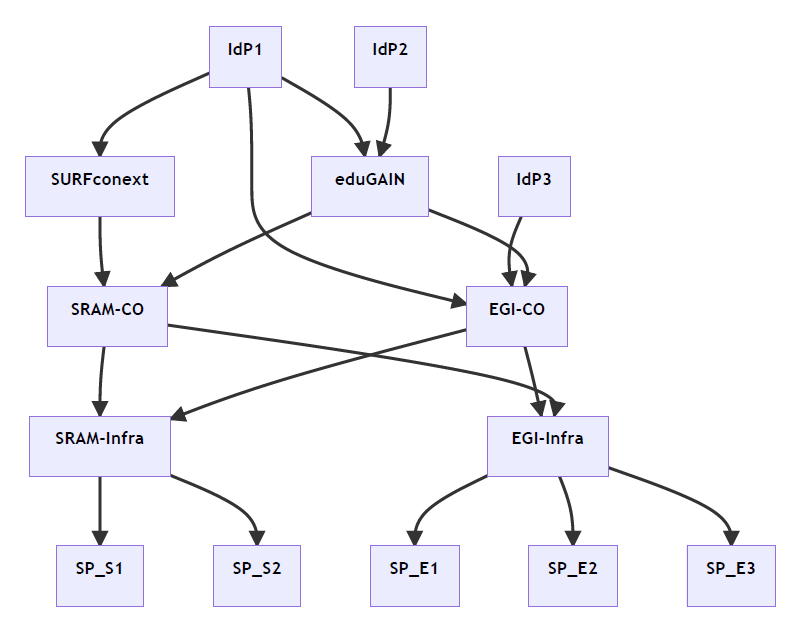 IdP1
IdP2
SURFconext
eduGAIN
IdP3
SRAM-CO
EGI-CO
SRAM-Infra
EGI-Infra
SP_S1
SP_S2
SP_E1
SP_E2
SP_E3